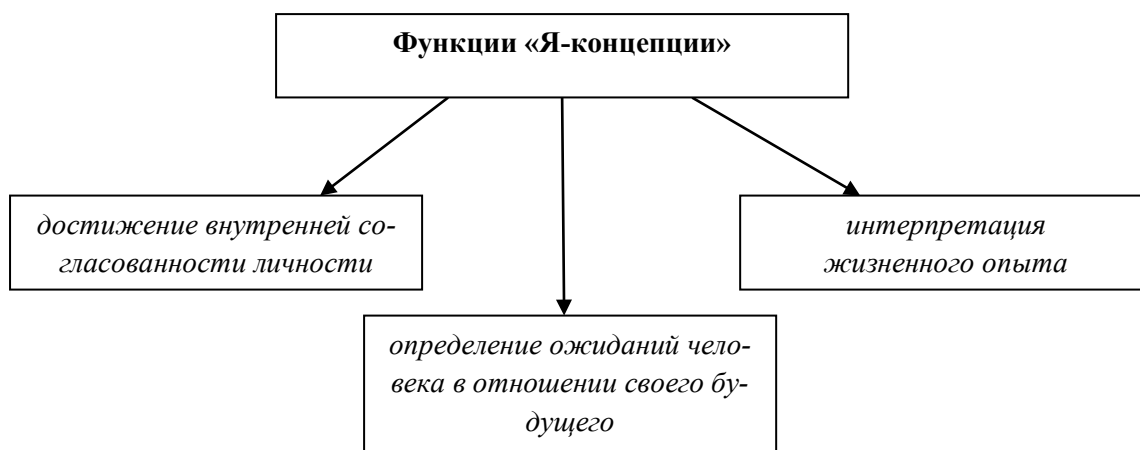 Функции «Я-концепции»
достижение внутренней со-
гласованности личности
интерпретация
жизненного опыта
определение ожиданий чело-
века в отношении своего бу-
дущего